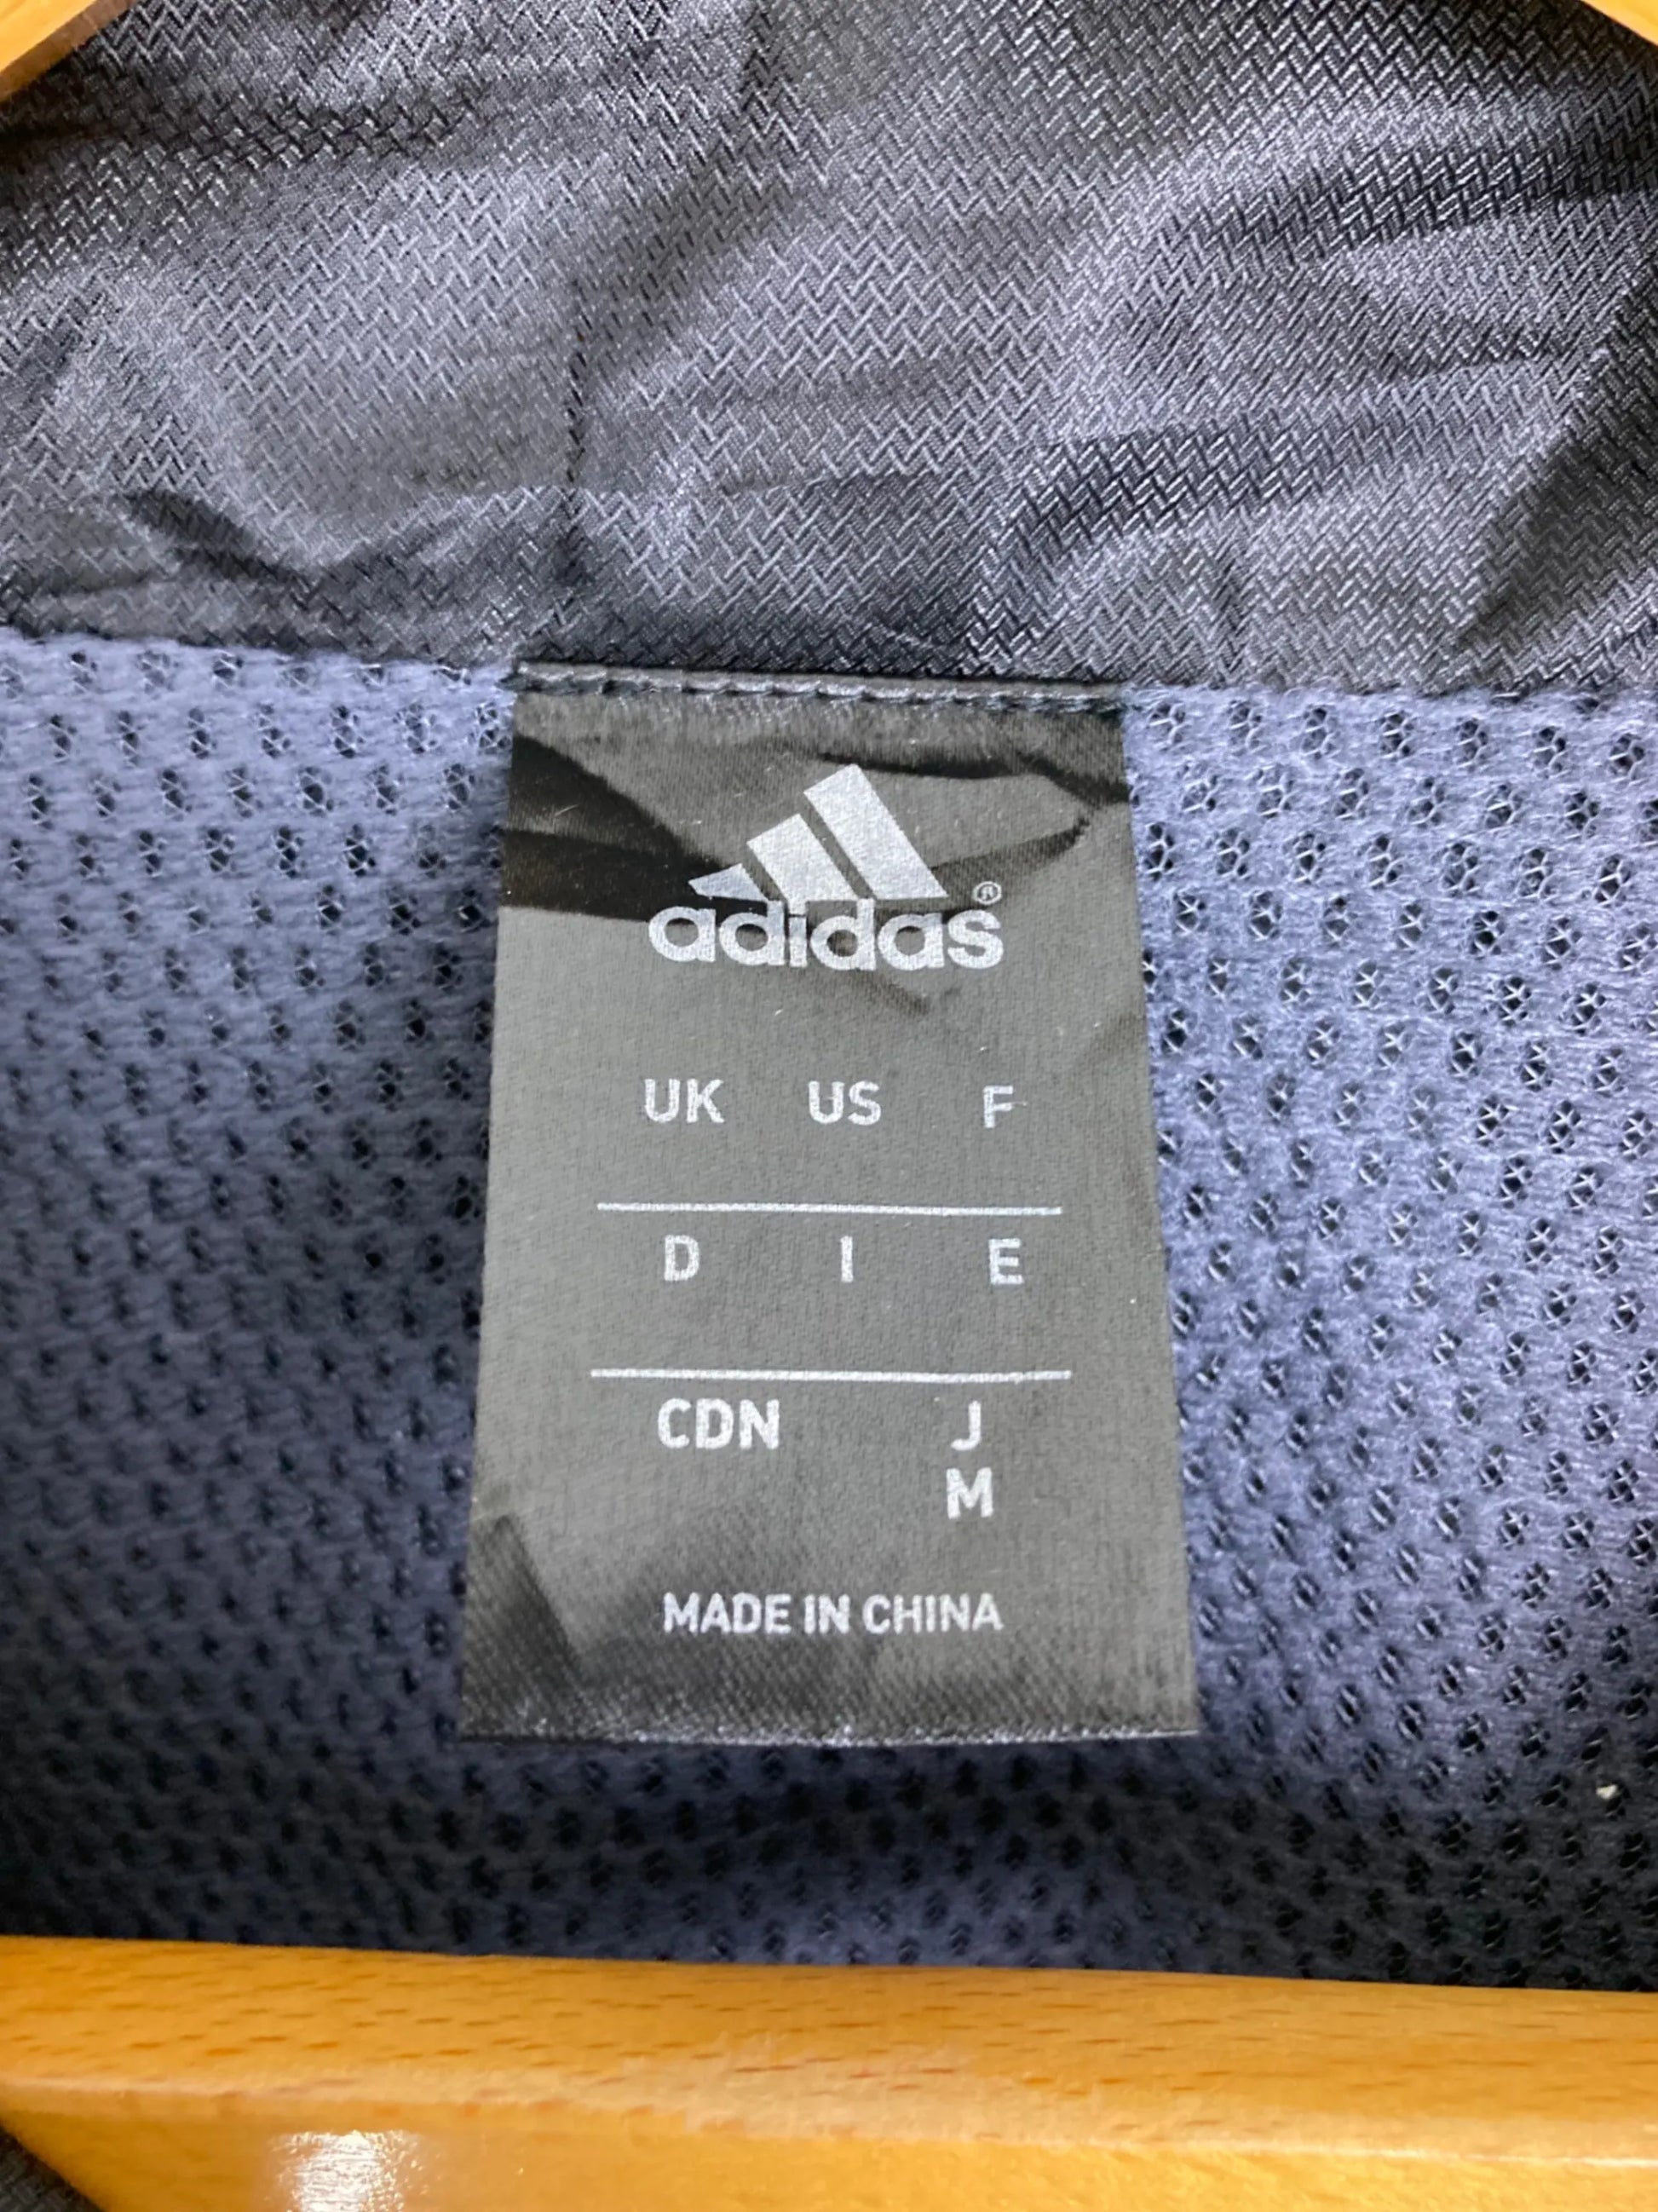 adidas®
UK US F
D I E
CDN J
M
MADE IN CHINA